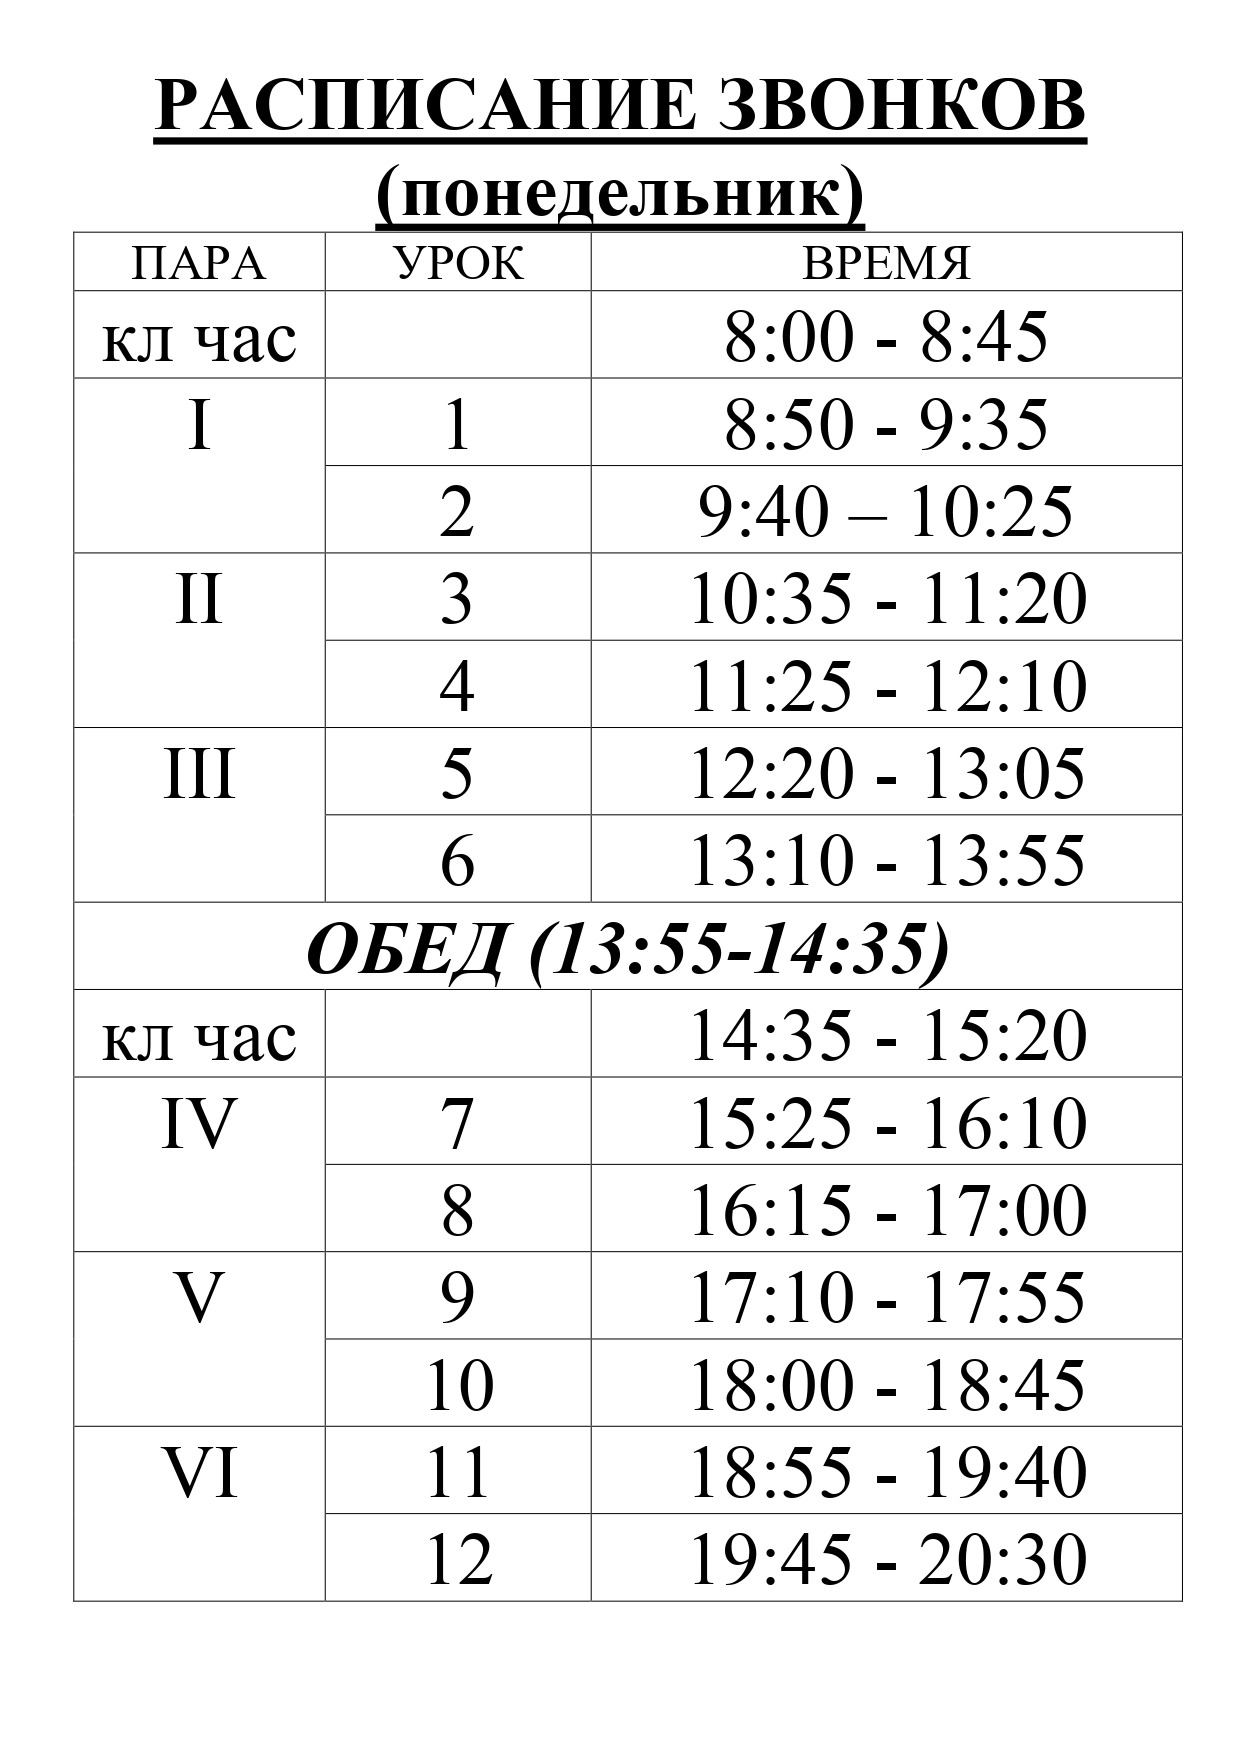 РАСПИСАНИЕ ЗВОНКОВ
(понедельник)
ПАРА УРОК ВРЕМЯ
кл час 8:00 - 8:45
I 1 8:50 - 9:35
2 9:40 – 10:25
II 3 10:35 - 11:20
4 11:25 - 12:10
III 5 12:20 - 13:05
6 13:10 - 13:55
ОБЕД (13:55-14:35)
кл час 14:35 - 15:20
IV 7 15:25 - 16:10
8 16:15 - 17:00
V 9 17:10 - 17:55
10 18:00 - 18:45
VI 11 18:55 - 19:40
12 19:45 - 20:30